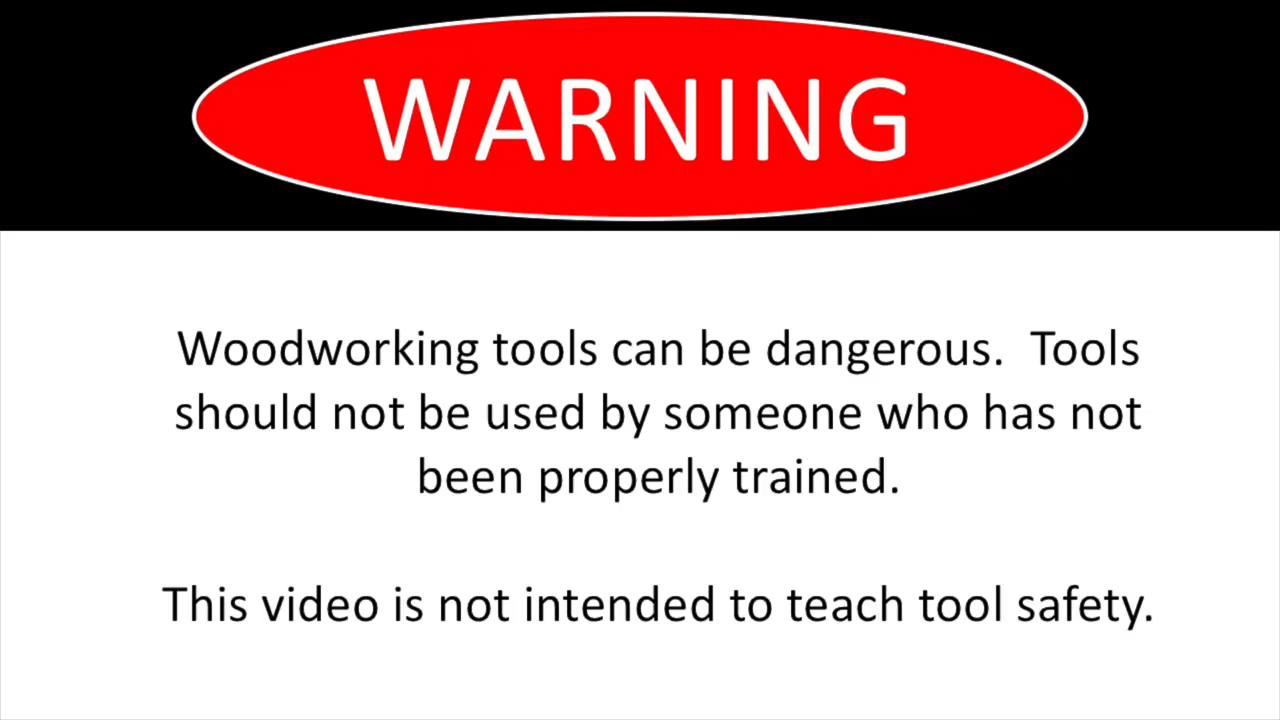 WARNING
Woodworking tools can be dangerous.  Tools
should not be used by someone who has not
been properly trained.
This video is not intended to teach tool safety.